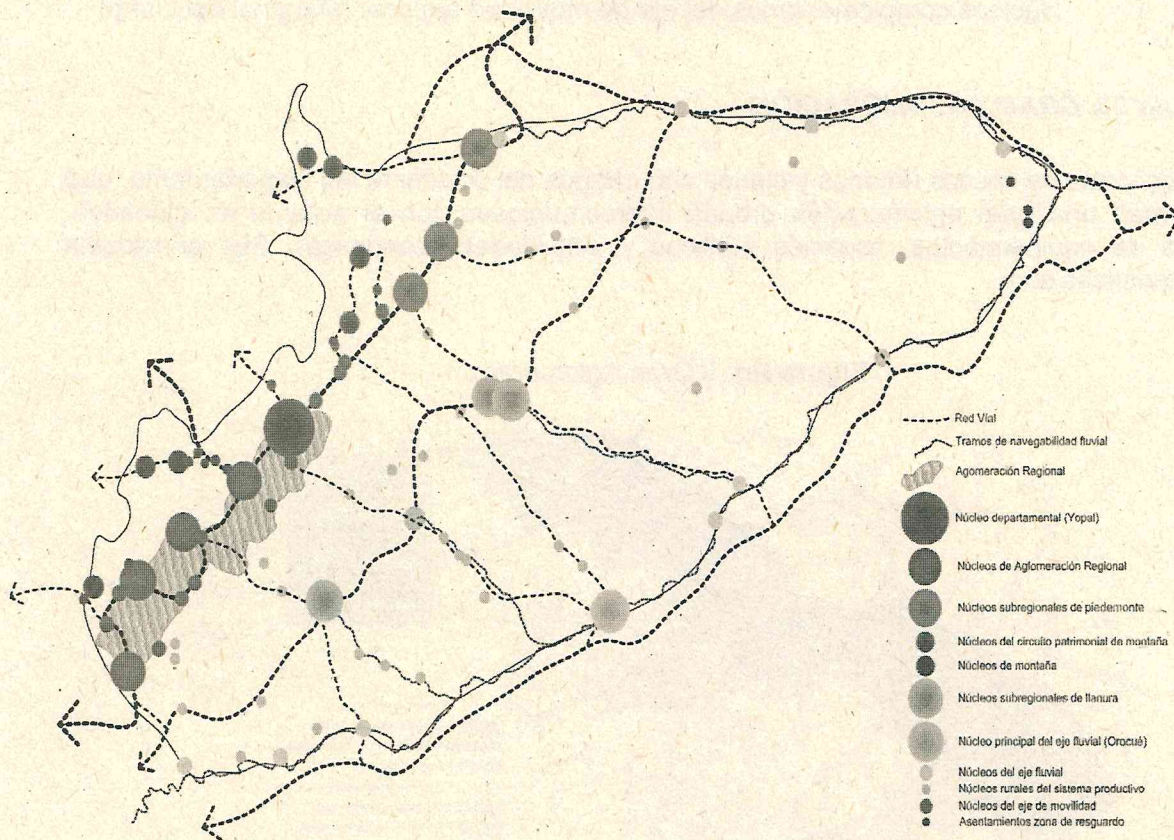 Red Vial
Tramos de navegabilidad fluvial
Agomeración Regional
Núcleo departamental (Yopal)
Núcleos de Aglomeración Regional
Núcleos subregionales de piedemonte
Núcleos del circuito patrimonial de montaña
Núcleos de montaña
Núcleos subregionales de llanura
Núcleo principal del eje fluvial (Orocué)
Núcleos del eje fluvial
Núcleos rurales del sistema productivo
Núcleos del eje de movilidad
Asentamientos zona de resguardo